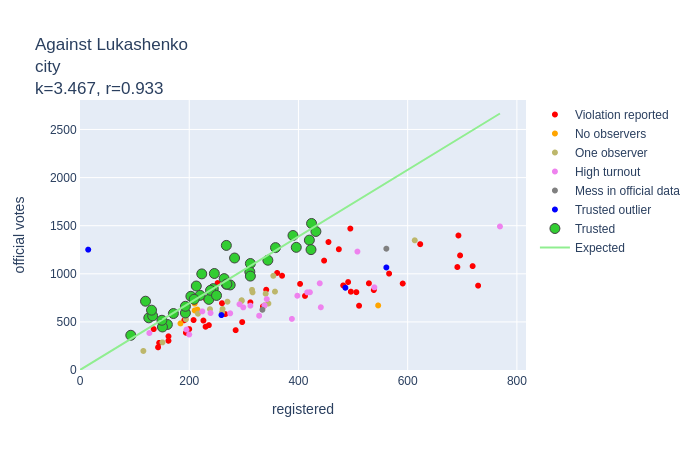 Against Lukashenko
city
k=3.467, r=0.933
official votes
2500
2000
1500
1000
500
0
0 200 400 600 800
registered
Violation reported
No observers
One observer
High turnout
Mess in official data
Trusted outlier
Trusted
Expected